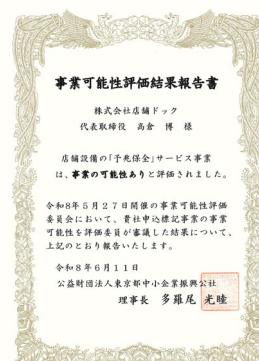 事業可能性評価結果報告書
株式会社店舗ドック
代表取締役　高倉　博　様
店舗設備の「予兆保全」サービス事業
は、事業の可能性ありと評価されました。
令和8年5月27日開催の事業可能性評価
委員会において、貴社申込標記事業の事業
可能性を評価委員が審議した結果について、
上記のとおり報告いたします。
令和8年6月11日
公益財団法人東京都中小企業振興公社
理事長　多羅尾　光睦